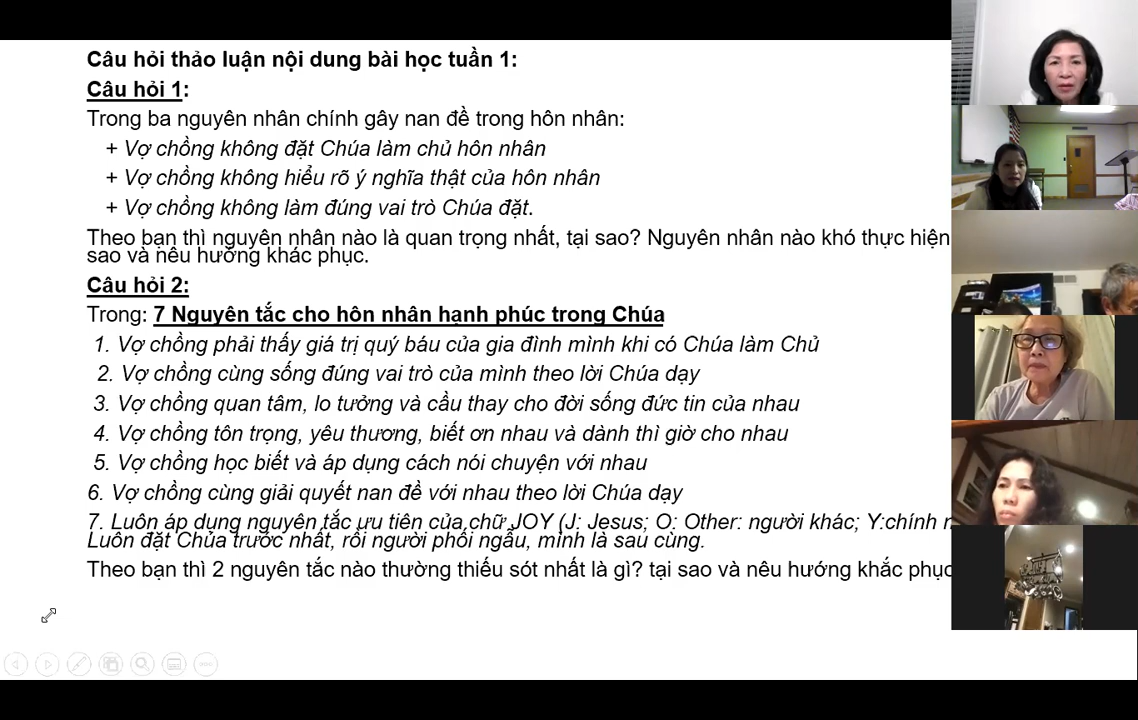 Câu hỏi thảo luận nội dung bài học tuần 1:
Câu hỏi 1:
Trong ba nguyên nhân chính gây nan đề trong hôn nhân:
+ Vợ chồng không đặt Chúa làm chủ hôn nhân
+ Vợ chồng không hiểu rõ ý nghĩa thật của hôn nhân
+ Vợ chồng không làm đúng vai trò Chúa đặt.
Theo bạn thì nguyên nhân nào là quan trọng nhất, tại sao? Nguyên nhân nào khó thực hiện
sao và nêu hướng khác phục.
Câu hỏi 2:
Trong: 7 Nguyên tắc cho hôn nhân hạnh phúc trong Chúa
1. Vợ chồng phải thấy giá trị quý báu của gia đình mình khi có Chúa làm Chủ
2. Vợ chồng cùng sống đúng vai trò của mình theo lời Chúa dạy
3. Vợ chồng quan tâm, lo tưởng và cầu thay cho đời sống đức tin của nhau
4. Vợ chồng tôn trọng, yêu thương, biết ơn nhau và dành thì giờ cho nhau
5. Vợ chồng học biết và áp dụng cách nói chuyện với nhau
6. Vợ chồng cùng giải quyết nan đề với nhau theo lời Chúa dạy
7. Luôn áp dụng nguyên tắc ưu tiên của chữ JOY (J: Jesus; O: Other: người khác; Y:chính
Luôn đặt Chúa trước nhất, rồi người phối ngẫu, mình là sau cùng.
Theo bạn thì 2 nguyên tắc nào thường thiếu sót nhất là gì? tại sao và nêu hướng khắc phục